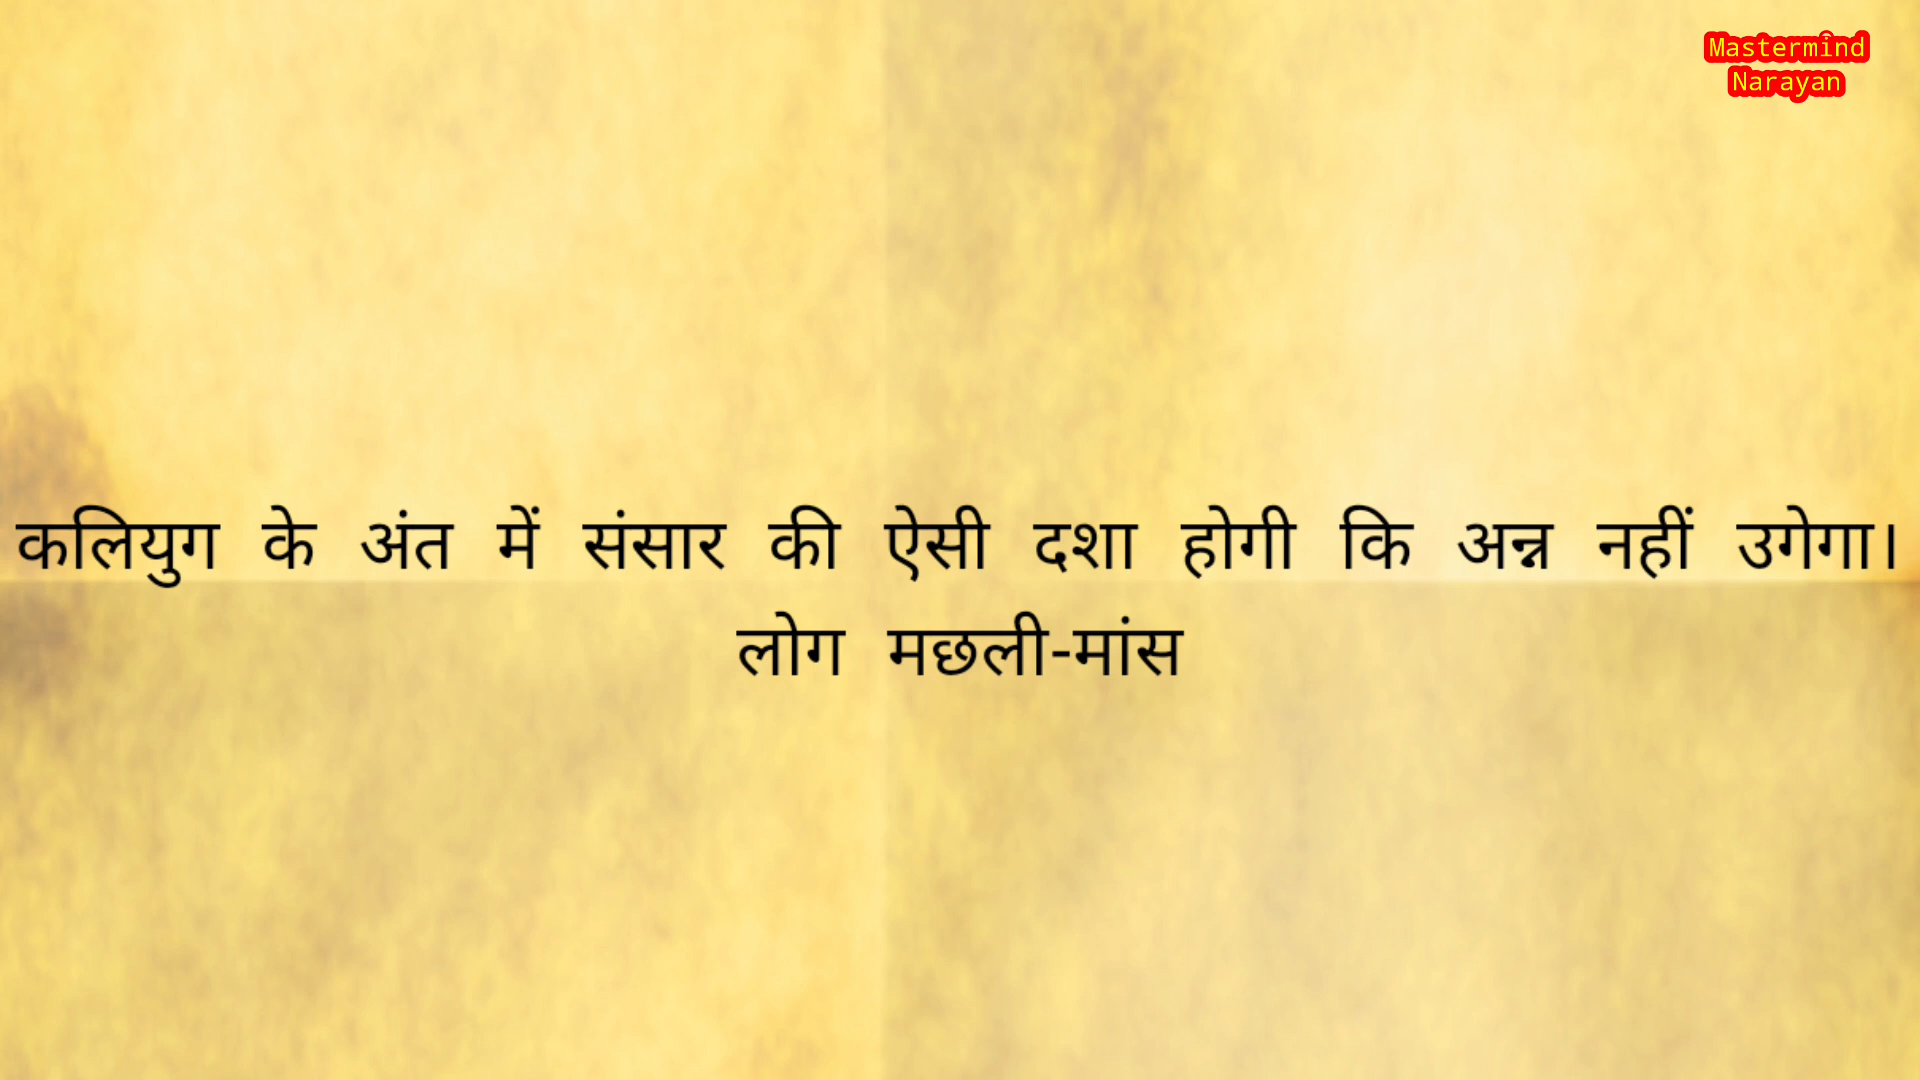 Mastermind
Narayan
कलियुग के अंत में संसार की ऐसी दशा होगी कि अन्न नहीं उगेगा।
लोग मछली-मांस